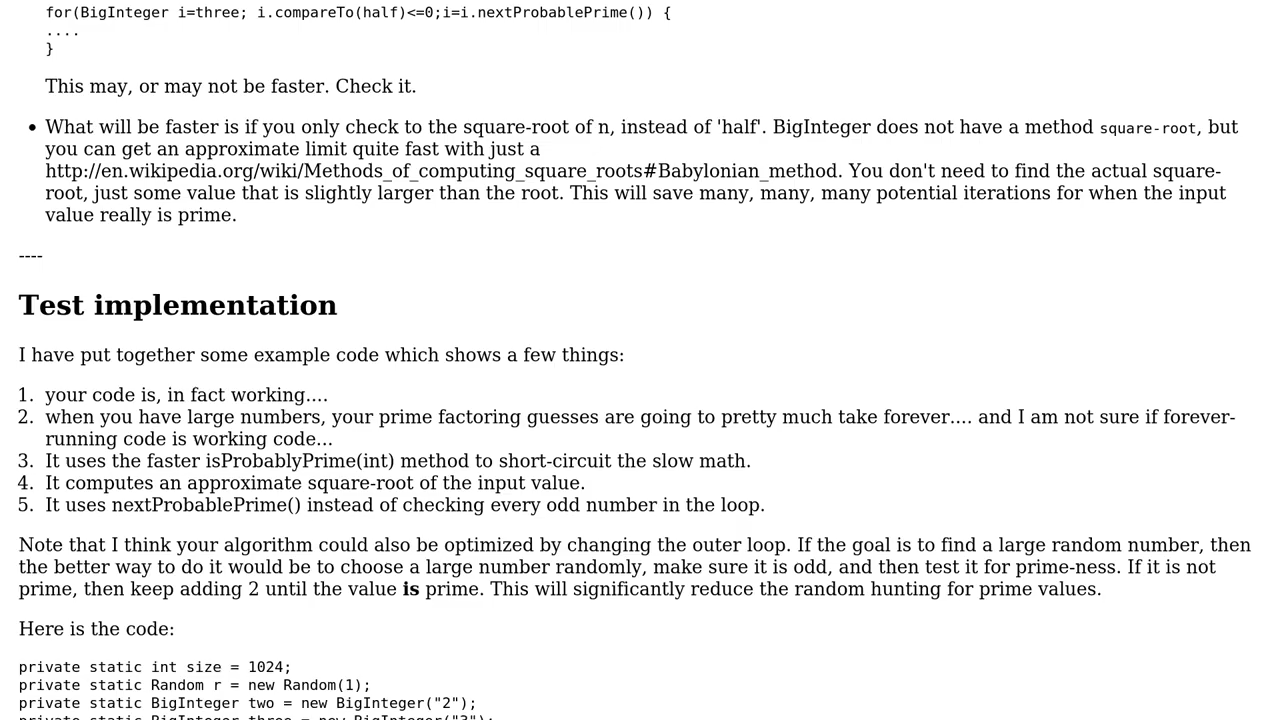 for(BigInteger i=three; i.compareTo(half)<=0;i=i.nextProbablePrime()) {
....
}
This may, or may not be faster. Check it.
• What will be faster is if you only check to the square-root of n, instead of 'half'. BigInteger does not have a method square-root, but
you can get an approximate limit quite fast with just a
http://en.wikipedia.org/wiki/Methods_of_computing_square_roots#Babylonian_method. You don't need to find the actual square-
root, just some value that is slightly larger than the root. This will save many, many, many potential iterations for when the input
value really is prime.
----
Test implementation
I have put together some example code which shows a few things:
1. your code is, in fact working....
2. when you have large numbers, your prime factoring guesses are going to pretty much take forever.... and I am not sure if forever-
running code is working code...
3. It uses the faster isProbablyPrime(int) method to short-circuit the slow math.
4. It computes an approximate square-root of the input value.
5. It uses nextProbablePrime() instead of checking every odd number in the loop.
Note that I think your algorithm could also be optimized by changing the outer loop. If the goal is to find a large random number, then
the better way to do it would be to choose a large number randomly, make sure it is odd, and then test it for prime-ness. If it is not
prime, then keep adding 2 until the value is prime. This will significantly reduce the random hunting for prime values.
Here is the code:
private static int size = 1024;
private static Random r = new Random(1);
private static BigInteger two = new BigInteger("2");
private static BigInteger three = new BigInteger("3");